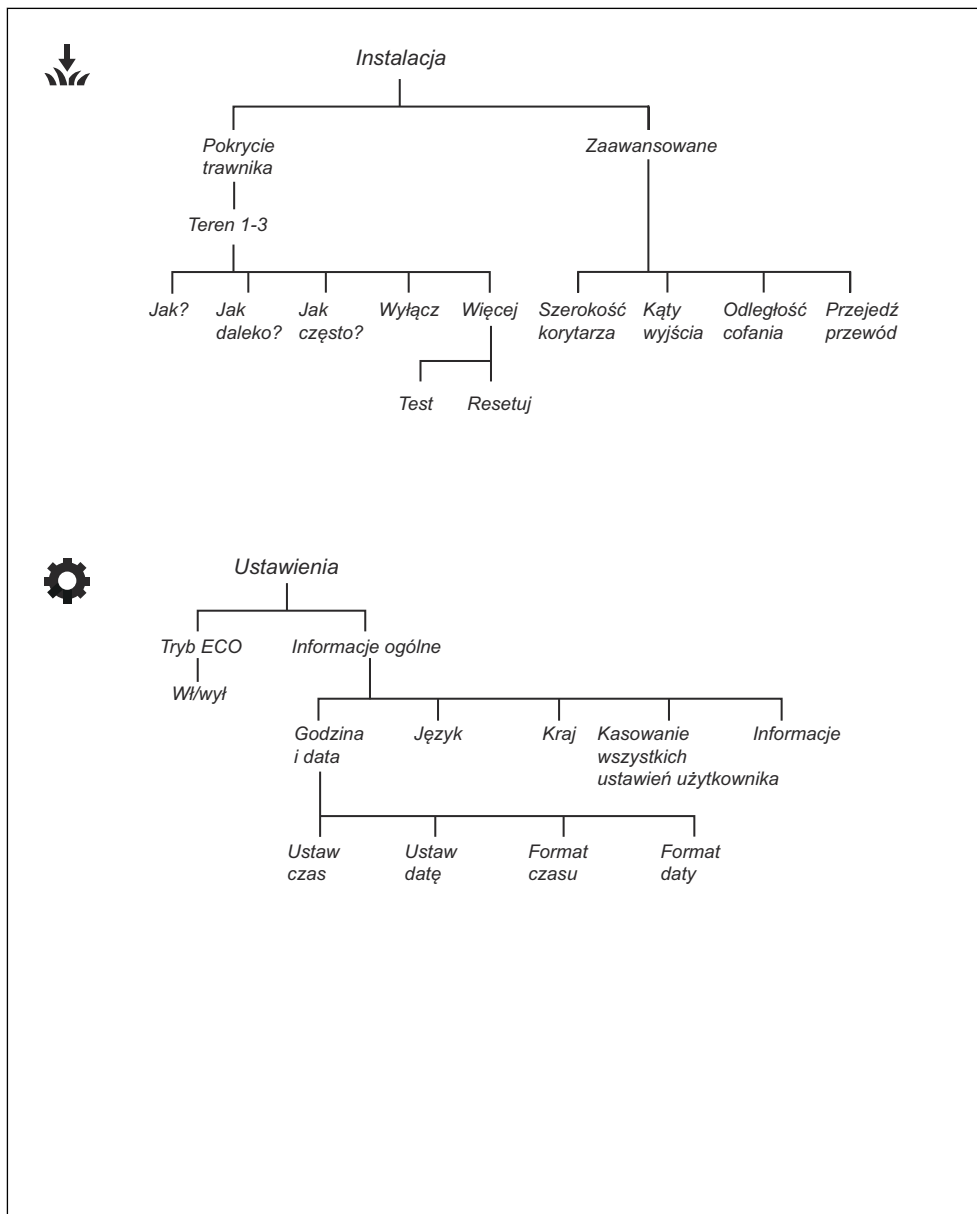 Instalacja
Pokrycie
trawnika
Zaawansowane
Teren 1-3
Jak?
Jak
daleko?
Jak
często?
Wyłącz
Więcej
Szerokość
korytarza
Kąty
wyjścia
Odległość
cofania
Przejedź
przewód
Test
Resetuj
Ustawienia
Tryb ECO
Informacje ogólne
Wł/wył
Godzina
i data
Język
Kraj
Kasowanie
wszystkich
ustawień użytkownika
Informacje
Ustaw
czas
Ustaw
datę
Format
czasu
Format
daty